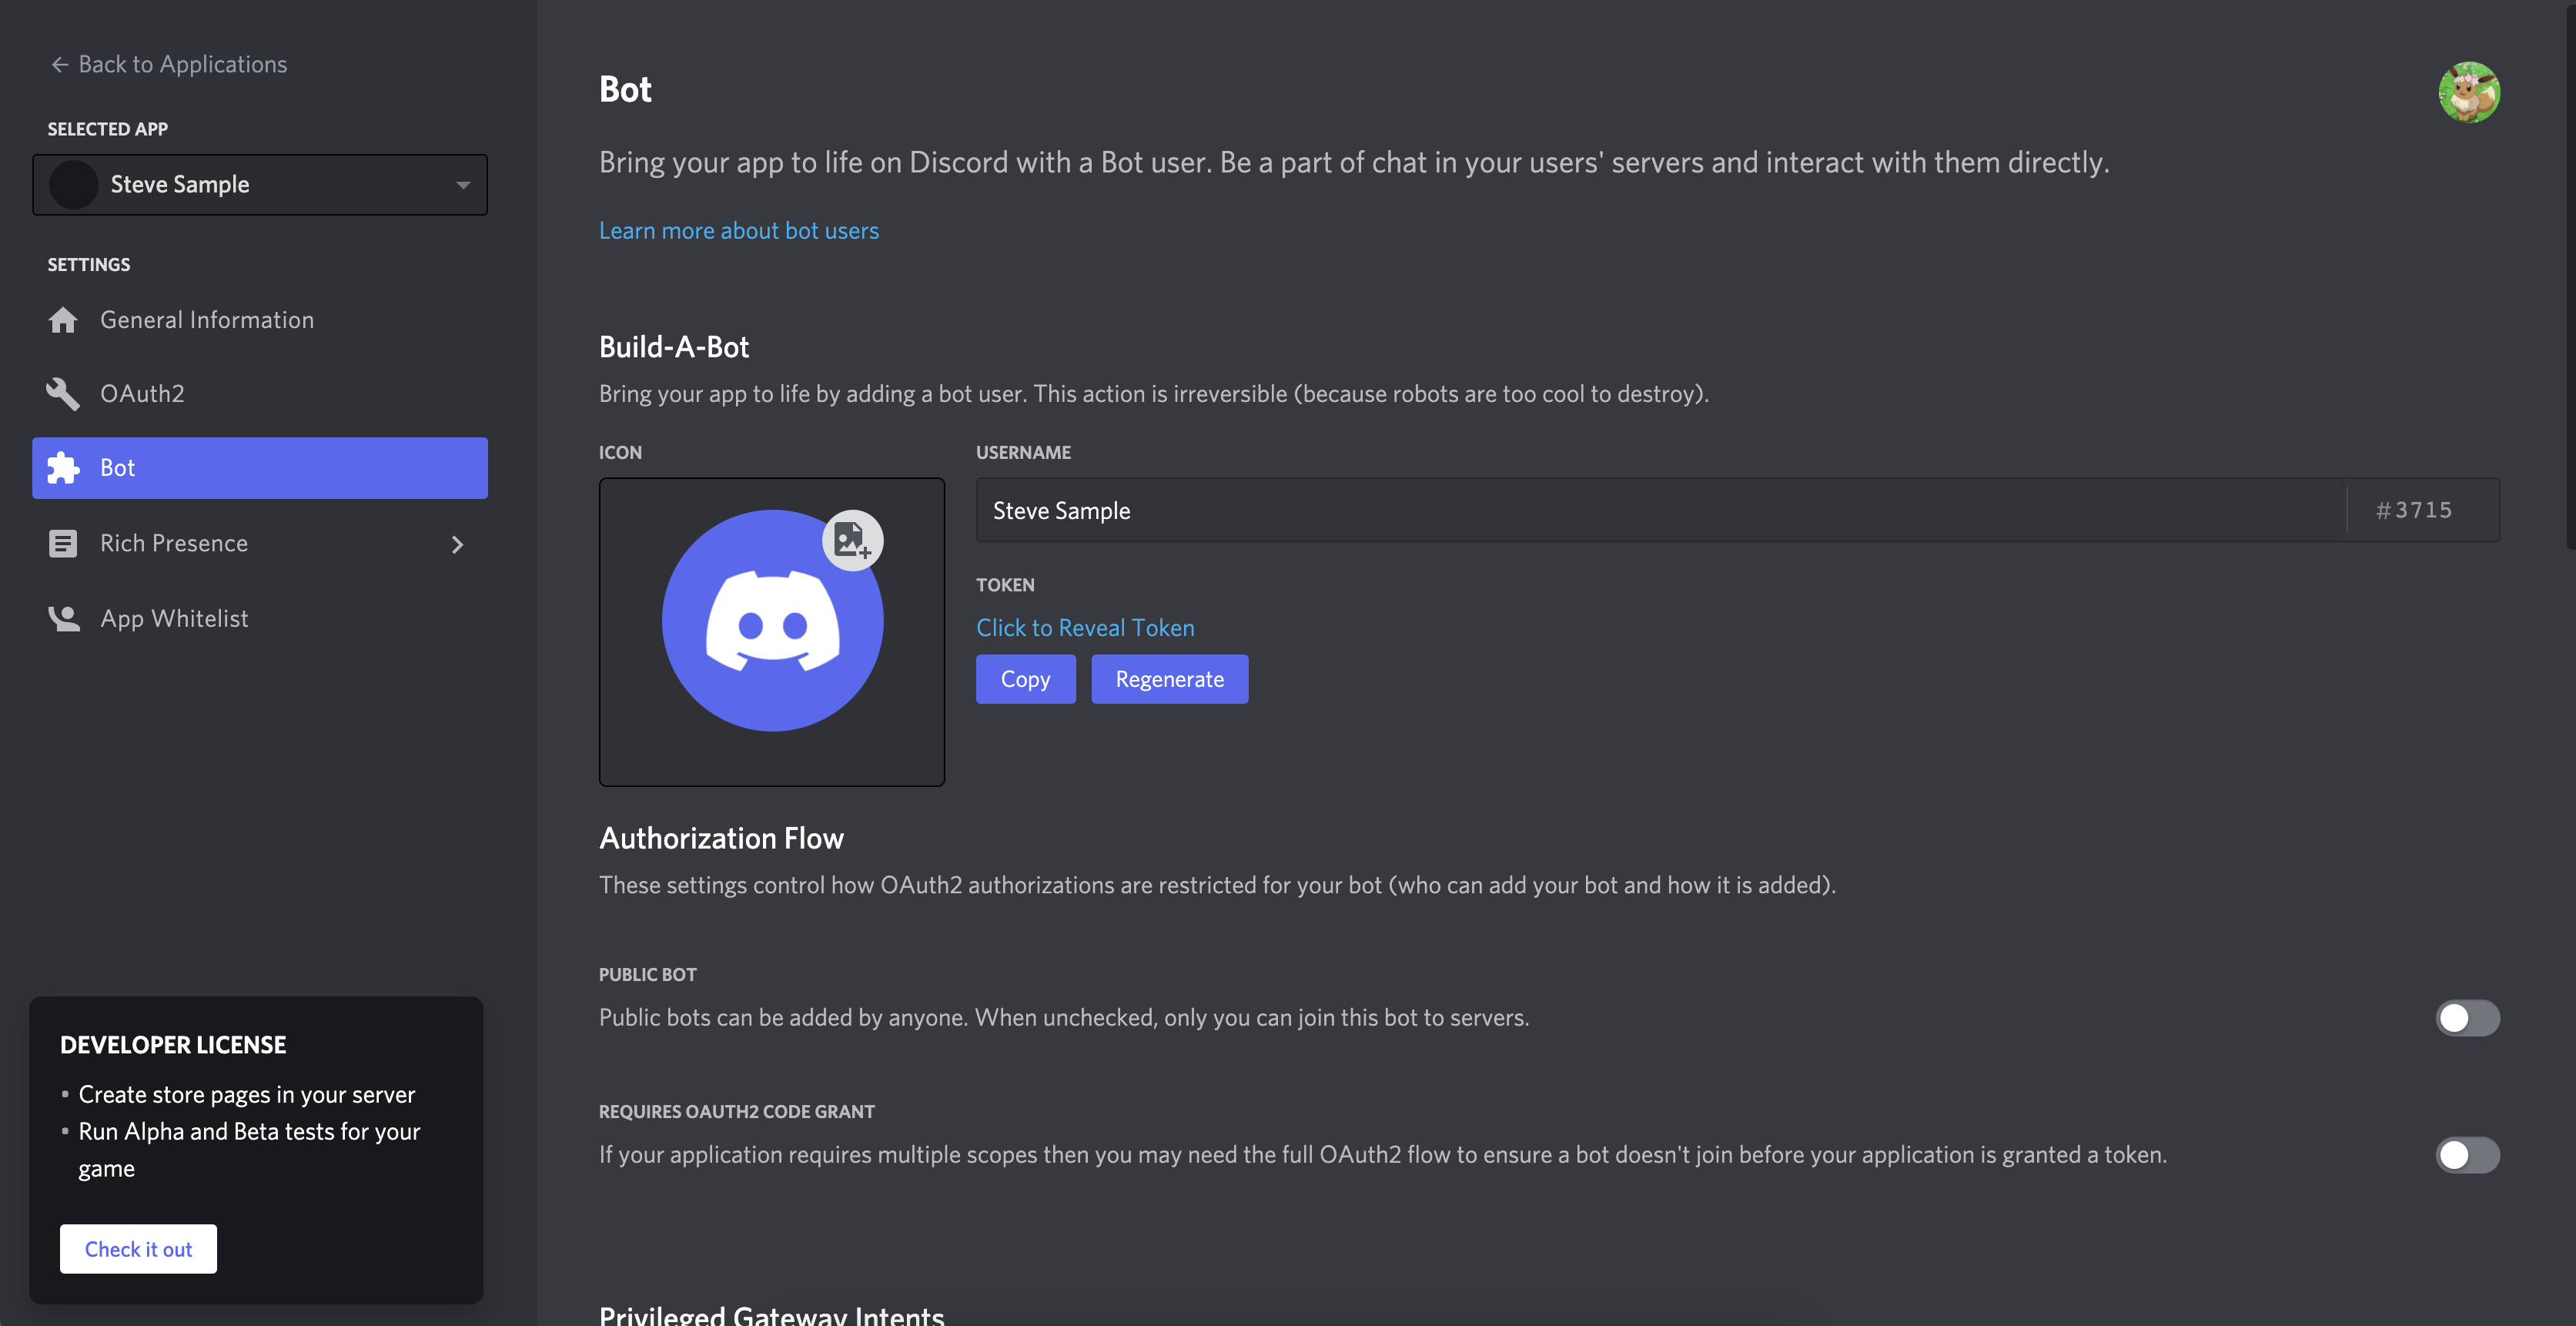 Back to Applications
SELECTED APP
Steve Sample
SETTINGS
General Information
OAuth2
Bot
Rich Presence
App Whitelist
DEVELOPER LICENSE
• Create store pages in your server
• Run Alpha and Beta tests for your
game
Check it out
Bot
Bring your app to life on Discord with a Bot user. Be a part of chat in your users' servers and interact with them directly.
Learn more about bot users
Build-A-Bot
Bring your app to life by adding a bot user. This action is irreversible (because robots are too cool to destroy).
ICON
USERNAME
Steve Sample
#3715
TOKEN
Click to Reveal Token
Copy
Regenerate
Authorization Flow
These settings control how OAuth2 authorizations are restricted for your bot (who can add your bot and how it is added).
PUBLIC BOT
Public bots can be added by anyone. When unchecked, only you can join this bot to servers.
REQUIRES OAUTH2 CODE GRANT
If your application requires multiple scopes then you may need the full OAuth2 flow to ensure a bot doesn't join before your application is granted a token.
Privileged Gateway Intents